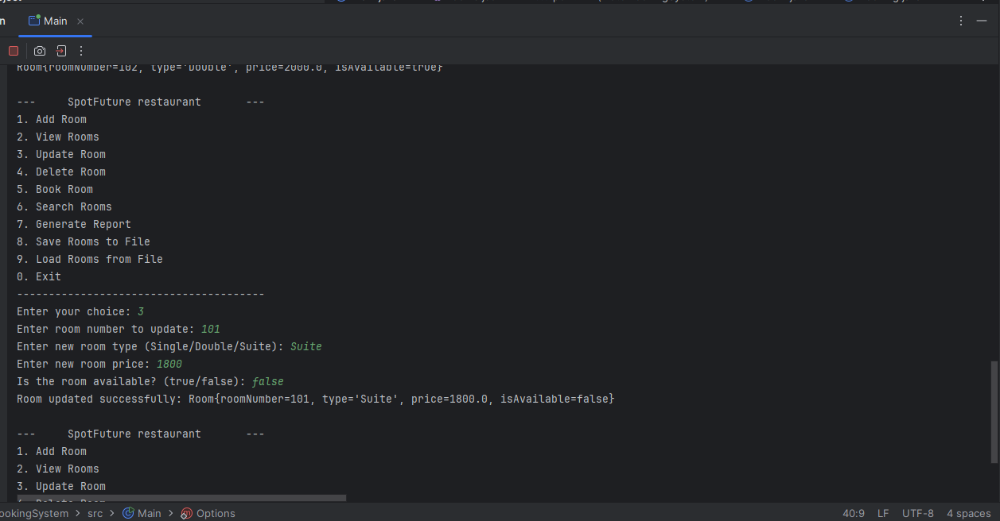 Main
Room{roomNumber=102, type='Double', price=2000.0, isAvailable=true}
--- SpotFuture restaurant ---
1. Add Room
2. View Rooms
3. Update Room
4. Delete Room
5. Book Room
6. Search Rooms
7. Generate Report
8. Save Rooms to File
9. Load Rooms from File
0. Exit
---------------------------------------
Enter your choice: 3
Enter room number to update: 101
Enter new room type (Single/Double/Suite): Suite
Enter new room price: 1800
Is the room available? (true/false): false
Room updated successfully: Room{roomNumber=101, type='Suite', price=1800.0, isAvailable=false}
--- SpotFuture restaurant ---
1. Add Room
2. View Rooms
3. Update Room
4. Delete Room
ookingSystem > src > Main > Options 40:9 LF UTF-8 4 spaces